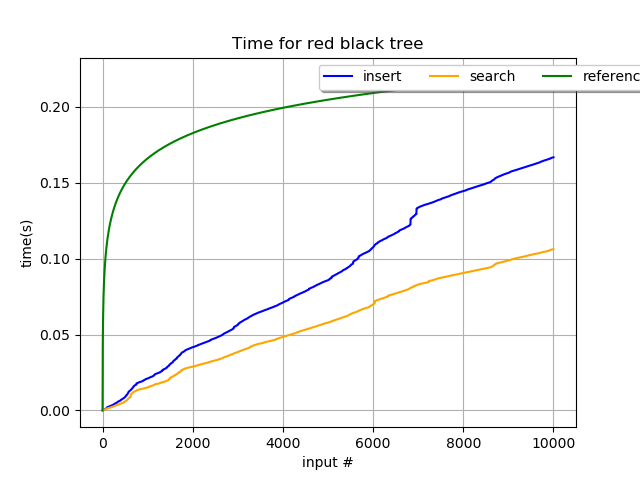 Time for red black tree
insert search referenc
0.20
0.15
0.10
0.05
0.00
time(s)
0 2000 4000 6000 8000 10000
input #